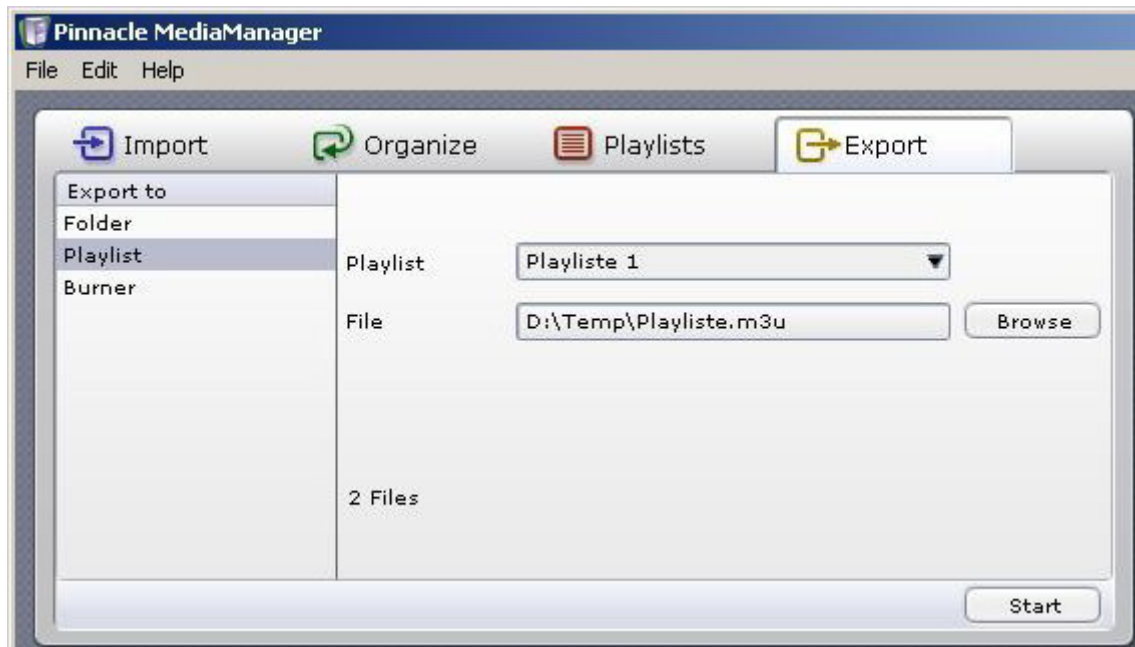 Pinnacle MediaManager
File Edit Help
Import Organize Playlists Export
Export to
Folder
Playlist
Burner
Playlist Playliste 1
File D:\Temp\Playliste.m3u Browse
2 Files
Start